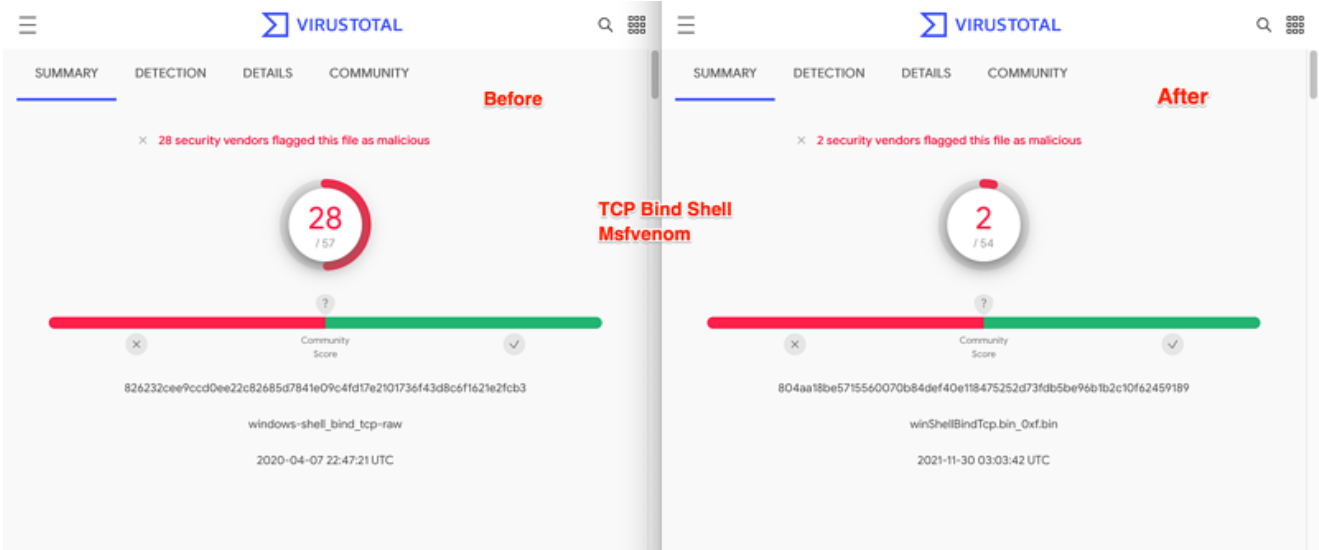 VIRUSTOTAL
SUMMARY DETECTION DETAILS COMMUNITY
Before
28 security vendors flagged this file as malicious
28
/ 57
?
Community
Score
826232cee9ccd0ee22c82685d7841e09c4fd17e2101736f43d8c6f1621e2fcb3
windows-shell_bind_tcp-raw
2020-04-07 22:47:21 UTC
TCP Bind Shell
Msfvenom
VIRUSTOTAL
SUMMARY DETECTION DETAILS COMMUNITY
After
2 security vendors flagged this file as malicious
2
/ 54
?
Community
Score
804aa18be5715560070b84def40e118475252d73fdb5be96b1b2c10f62459189
winShellBindTcp.bin_0xf.bin
2021-11-30 03:03:42 UTC